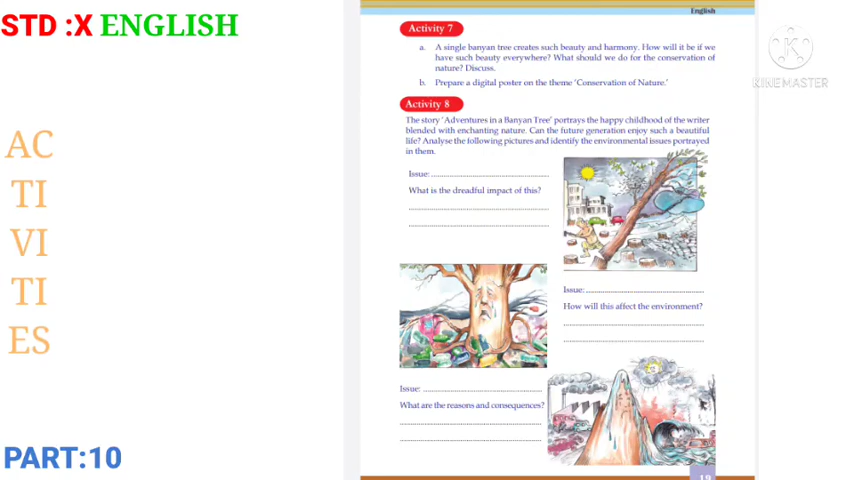 STD :X ENGLISH
AC
TI
VI
TI
ES
PART:10
English
Activity 7
a. A single banyan tree creates such beauty and harmony. How will it be if we
have such beauty everywhere? What should we do for the conservation of
nature? Discuss.
b. Prepare a digital poster on the theme 'Conservation of Nature.'
Activity 8
The story 'Adventures in a Banyan Tree' portrays the happy childhood of the writer
blended with enchanting nature. Can the future generation enjoy such a beautiful
life? Analyse the following pictures and identify the environmental issues portrayed
in them.
Issue:
What is the dreadful impact of this?
Issue:
How will this affect the environment?
Issue:
What are the reasons and consequences?
19
K
KINEMASTER